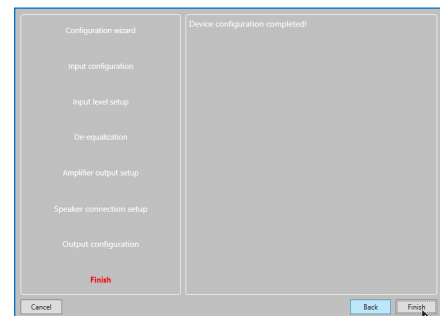 Configuration wizard
Input configuration
Input level setup
De-equalization
Amplifier output setup
Speaker connection setup
Output configuration
Finish
Device configuration completed!
Cancel
Back
Finish